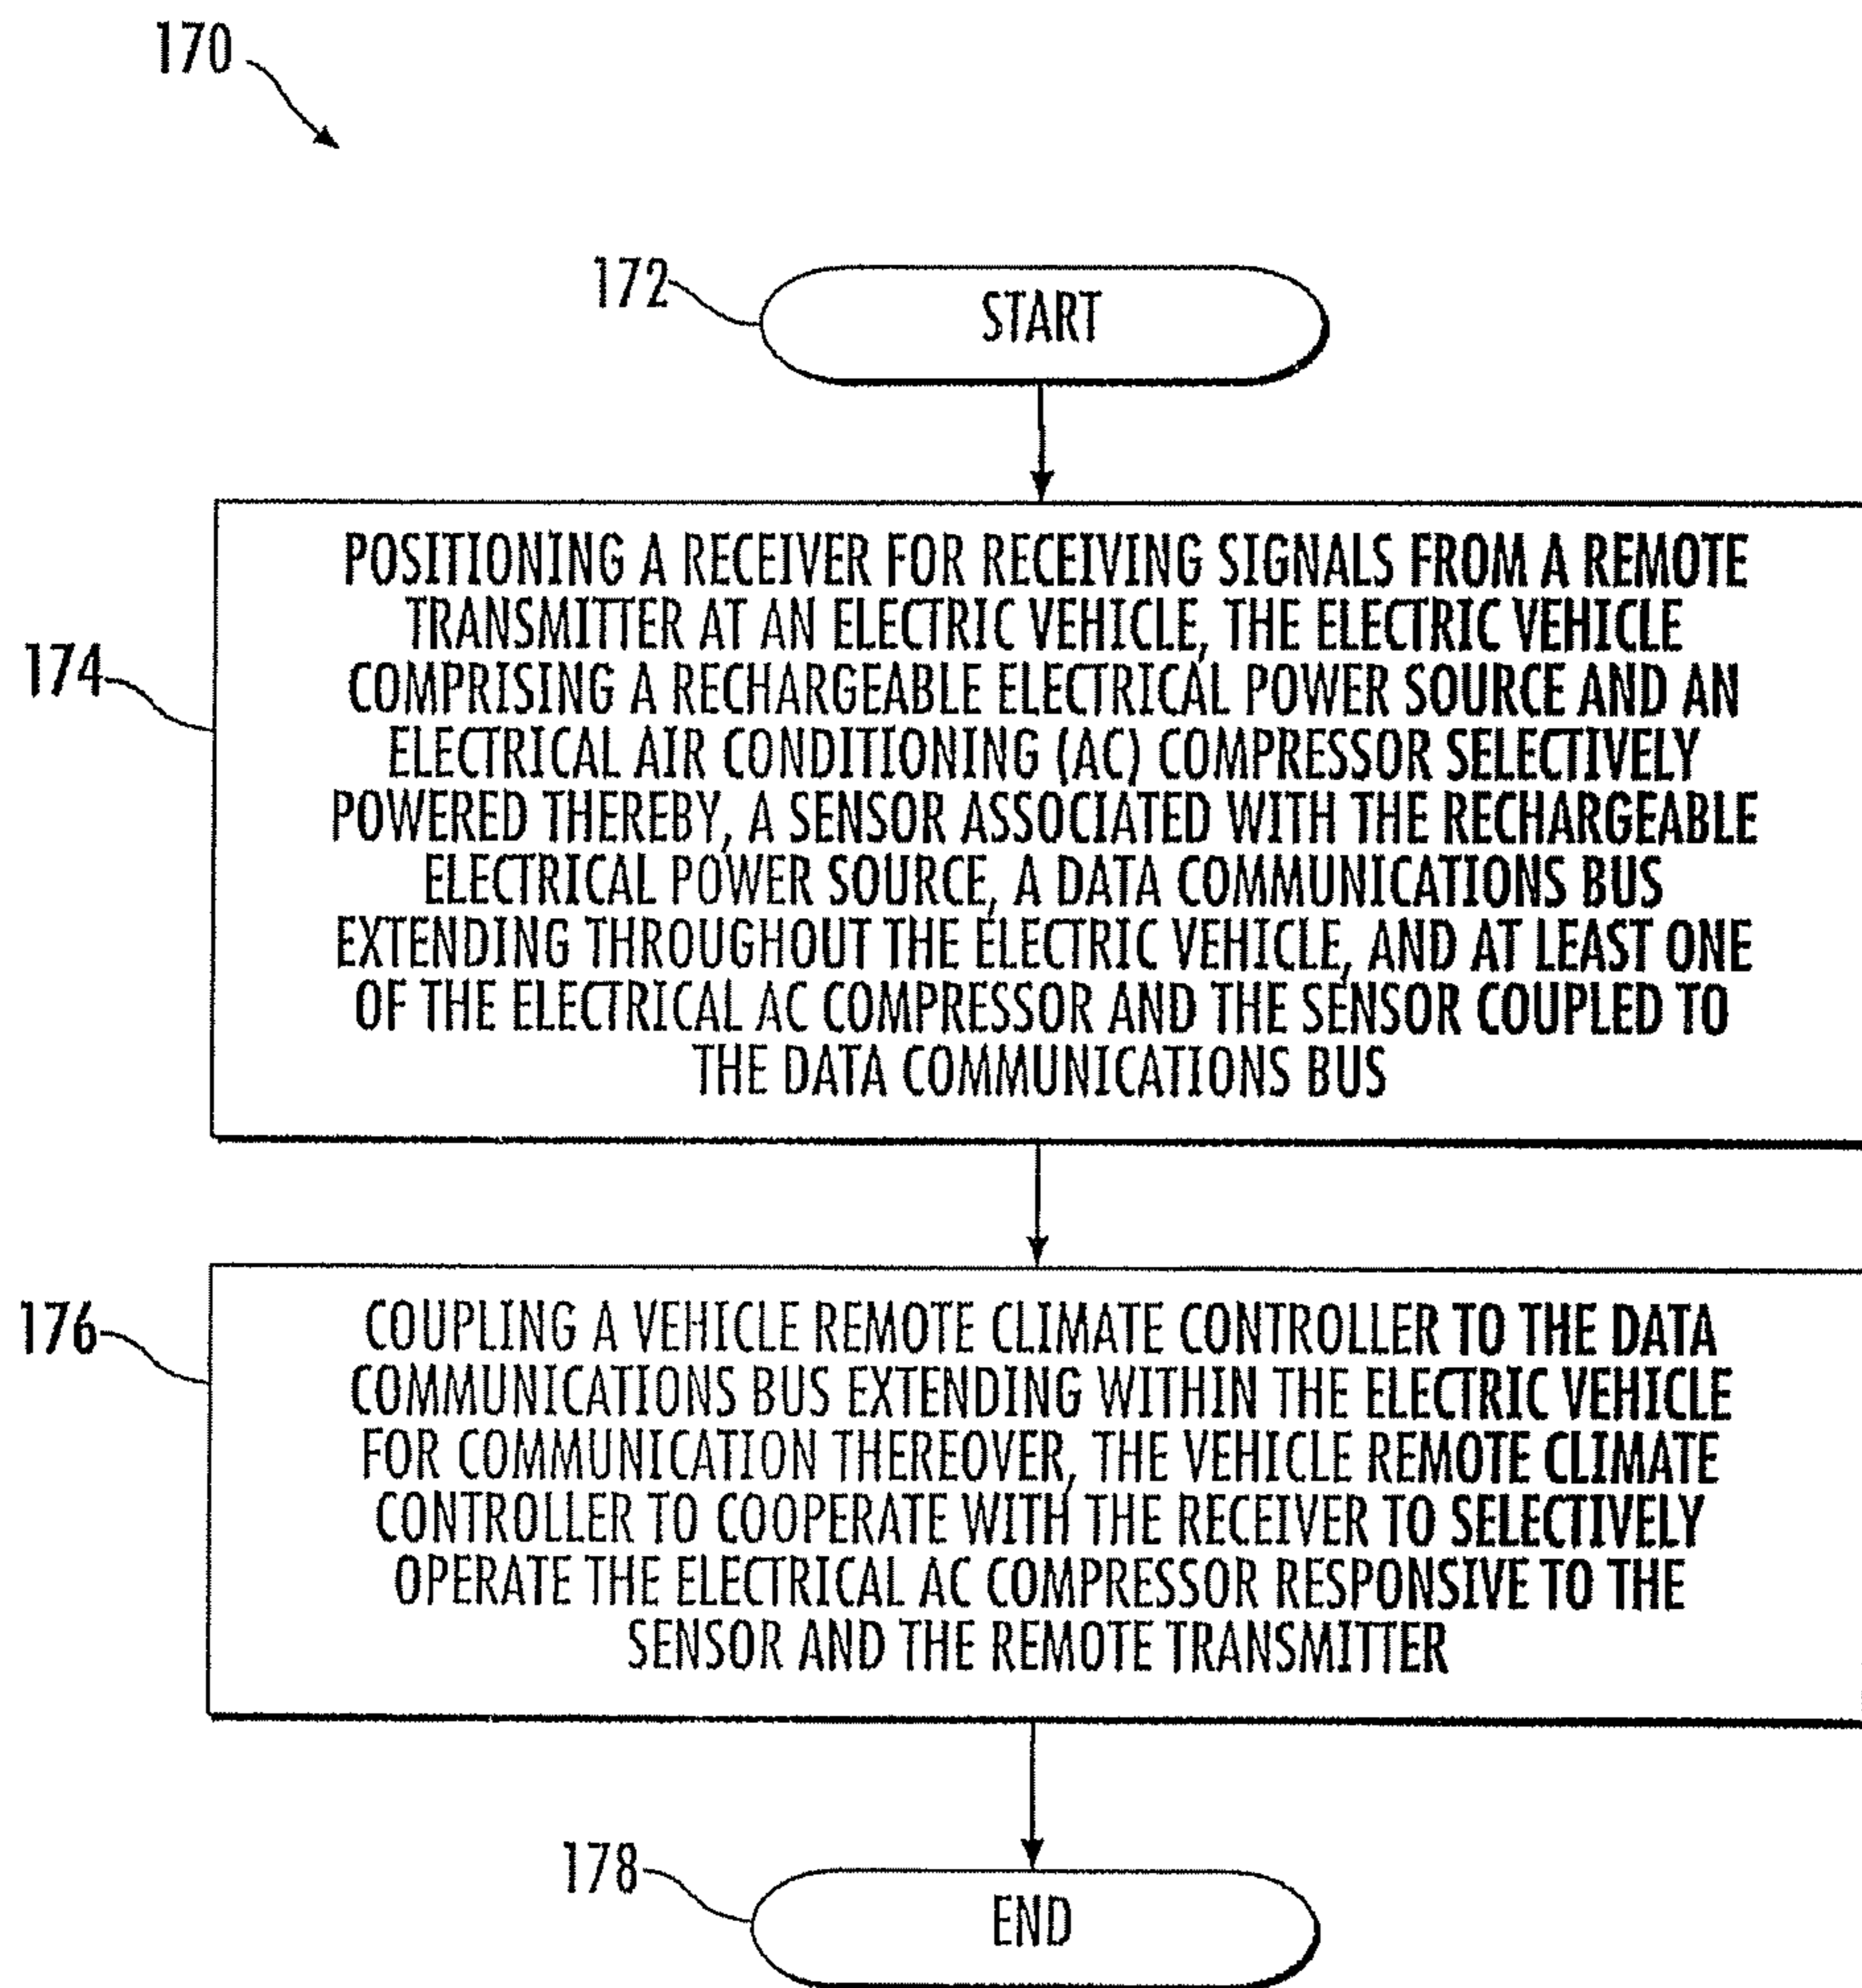 170
172
START
174
POSITIONING A RECEIVER FOR RECEIVING SIGNALS FROM A REMOTE
TRANSMITTER AT AN ELECTRIC VEHICLE, THE ELECTRIC VEHICLE
COMPRISING A RECHARGEABLE ELECTRICAL POWER SOURCE AND AN
ELECTRICAL AIR CONDITIONING (AC) COMPRESSOR SELECTIVELY
POWERED THEREBY, A SENSOR ASSOCIATED WITH THE RECHARGEABLE
ELECTRICAL POWER SOURCE, A DATA COMMUNICATIONS BUS
EXTENDING THROUGHOUT THE ELECTRIC VEHICLE, AND AT LEAST ONE
OF THE ELECTRICAL AC COMPRESSOR AND THE SENSOR COUPLED TO
THE DATA COMMUNICATIONS BUS
176
COUPLING A VEHICLE REMOTE CLIMATE CONTROLLER TO THE DATA
COMMUNICATIONS BUS EXTENDING WITHIN THE ELECTRIC VEHICLE
FOR COMMUNICATION THEREOVER, THE VEHICLE REMOTE CLIMATE
CONTROLLER TO COOPERATE WITH THE RECEIVER TO SELECTIVELY
OPERATE THE ELECTRICAL AC COMPRESSOR RESPONSIVE TO THE
SENSOR AND THE REMOTE TRANSMITTER
178
END